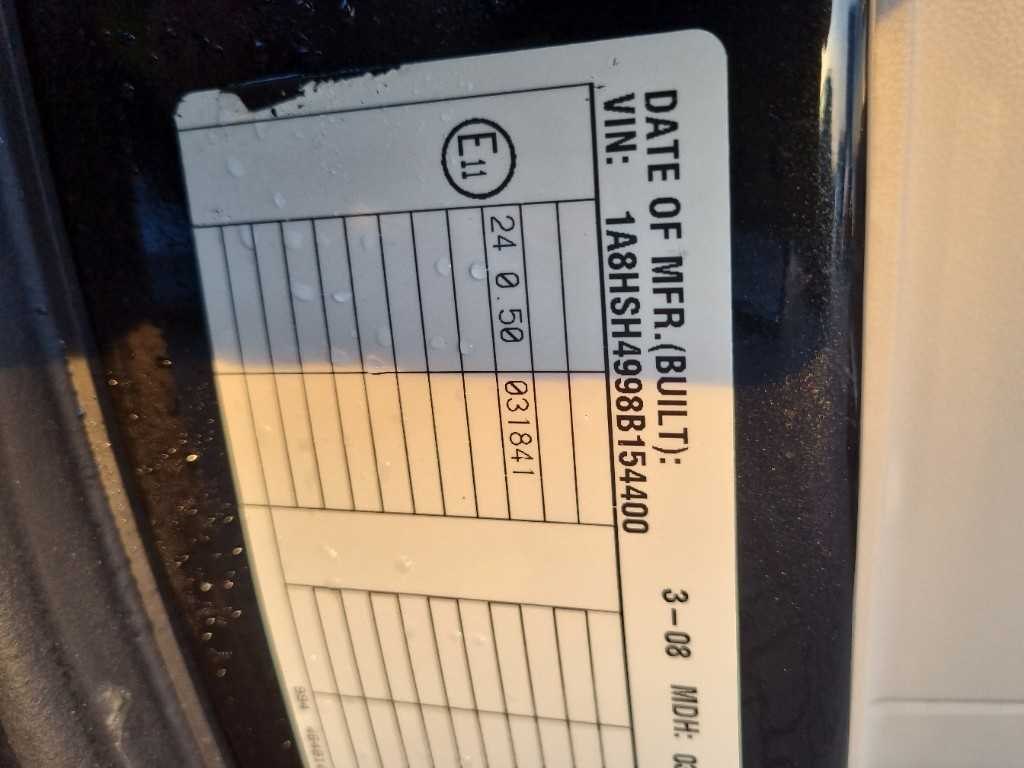 DATE OF MFR.(BUILT): 3-08 MDH:
VIN: 1A8HSH4998B154400
E11
24 0.50 031841